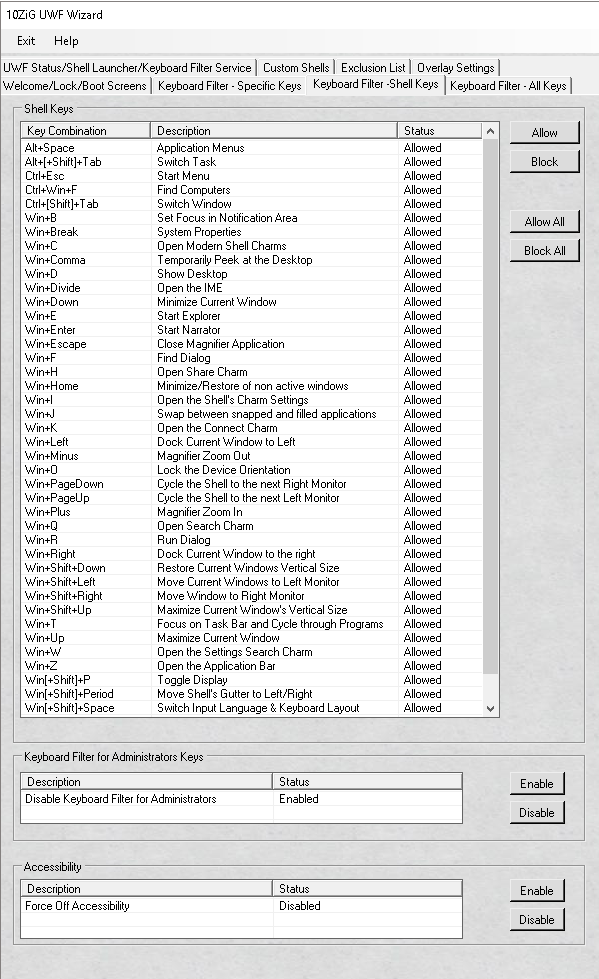 10ZiG UWF Wizard
Exit Help
UWF Status/Shell Launcher/Keyboard Filter Service Custom Shells Exclusion List Overlay Settings
Welcome/Lock/Boot Screens Keyboard Filter - Specific Keys Keyboard Filter -Shell Keys Keyboard Filter - All Keys
Shell Keys
Key Combination Description Status Allow
Alt+Space Application Menus Allowed
Alt+[+Shift]+Tab Switch Task Allowed Block
Ctrl+Esc Start Menu Allowed
Ctrl+Win+F Find Computers Allowed
Ctrl+[Shift]+Tab Switch Window Allowed
Win+B Set Focus in Notification Area Allowed Allow All
Win+Break System Properties Allowed
Win+C Open Modern Shell Charms Allowed Block All
Win+Comma Temporarily Peek at the Desktop Allowed
Win+D Show Desktop Allowed
Win+Divide Open the IME Allowed
Win+Down Minimize Current Window Allowed
Win+E Start Explorer Allowed
Win+Enter Start Narrator Allowed
Win+Escape Close Magnifier Application Allowed
Win+F Find Dialog Allowed
Win+H Open Share Charm Allowed
Win+Home Minimize/Restore of non active windows Allowed
Win+I Open the Shell's Charm Settings Allowed
Win+J Swap between snapped and filled applications Allowed
Win+K Open the Connect Charm Allowed
Win+Left Dock Current Window to Left Allowed
Win+Minus Magnifier Zoom Out Allowed
Win+O Lock the Device Orientation Allowed
Win+PageDown Cycle the Shell to the next Right Monitor Allowed
Win+PageUp Cycle the Shell to the next Left Monitor Allowed
Win+Plus Magnifier Zoom In Allowed
Win+Q Open Search Charm Allowed
Win+R Run Dialog Allowed
Win+Right Dock Current Window to the right Allowed
Win+Shift+Down Restore Current Windows Vertical Size Allowed
Win+Shift+Left Move Current Windows to Left Monitor Allowed
Win+Shift+Right Move Window to Right Monitor Allowed
Win+Shift+Up Maximize Current Window's Vertical Size Allowed
Win+T Focus on Task Bar and Cycle through Programs Allowed
Win+Up Maximize Current Window Allowed
Win+W Open the Settings Search Charm Allowed
Win+Z Open the Application Bar Allowed
Win[+Shift]+P Toggle Display Allowed
Win[+Shift]+Period Move Shell's Gutter to Left/Right Allowed
Win[+Shift]+Space Switch Input Language & Keyboard Layout Allowed
Keyboard Filter for Administrators Keys
Description Status Enable
Disable Keyboard Filter for Administrators Enabled
Disable
Accessibility
Description Status Enable
Force Off Accessibility Disabled
Disable